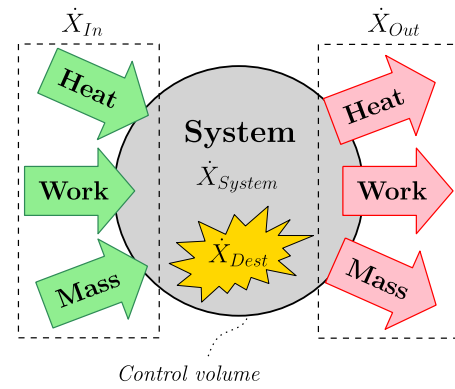 Ẋ_In
Ẋ_Out
Heat
Heat
System
Work
Ẋ_System
Work
Ẋ_Dest
Mass
Mass
Control volume